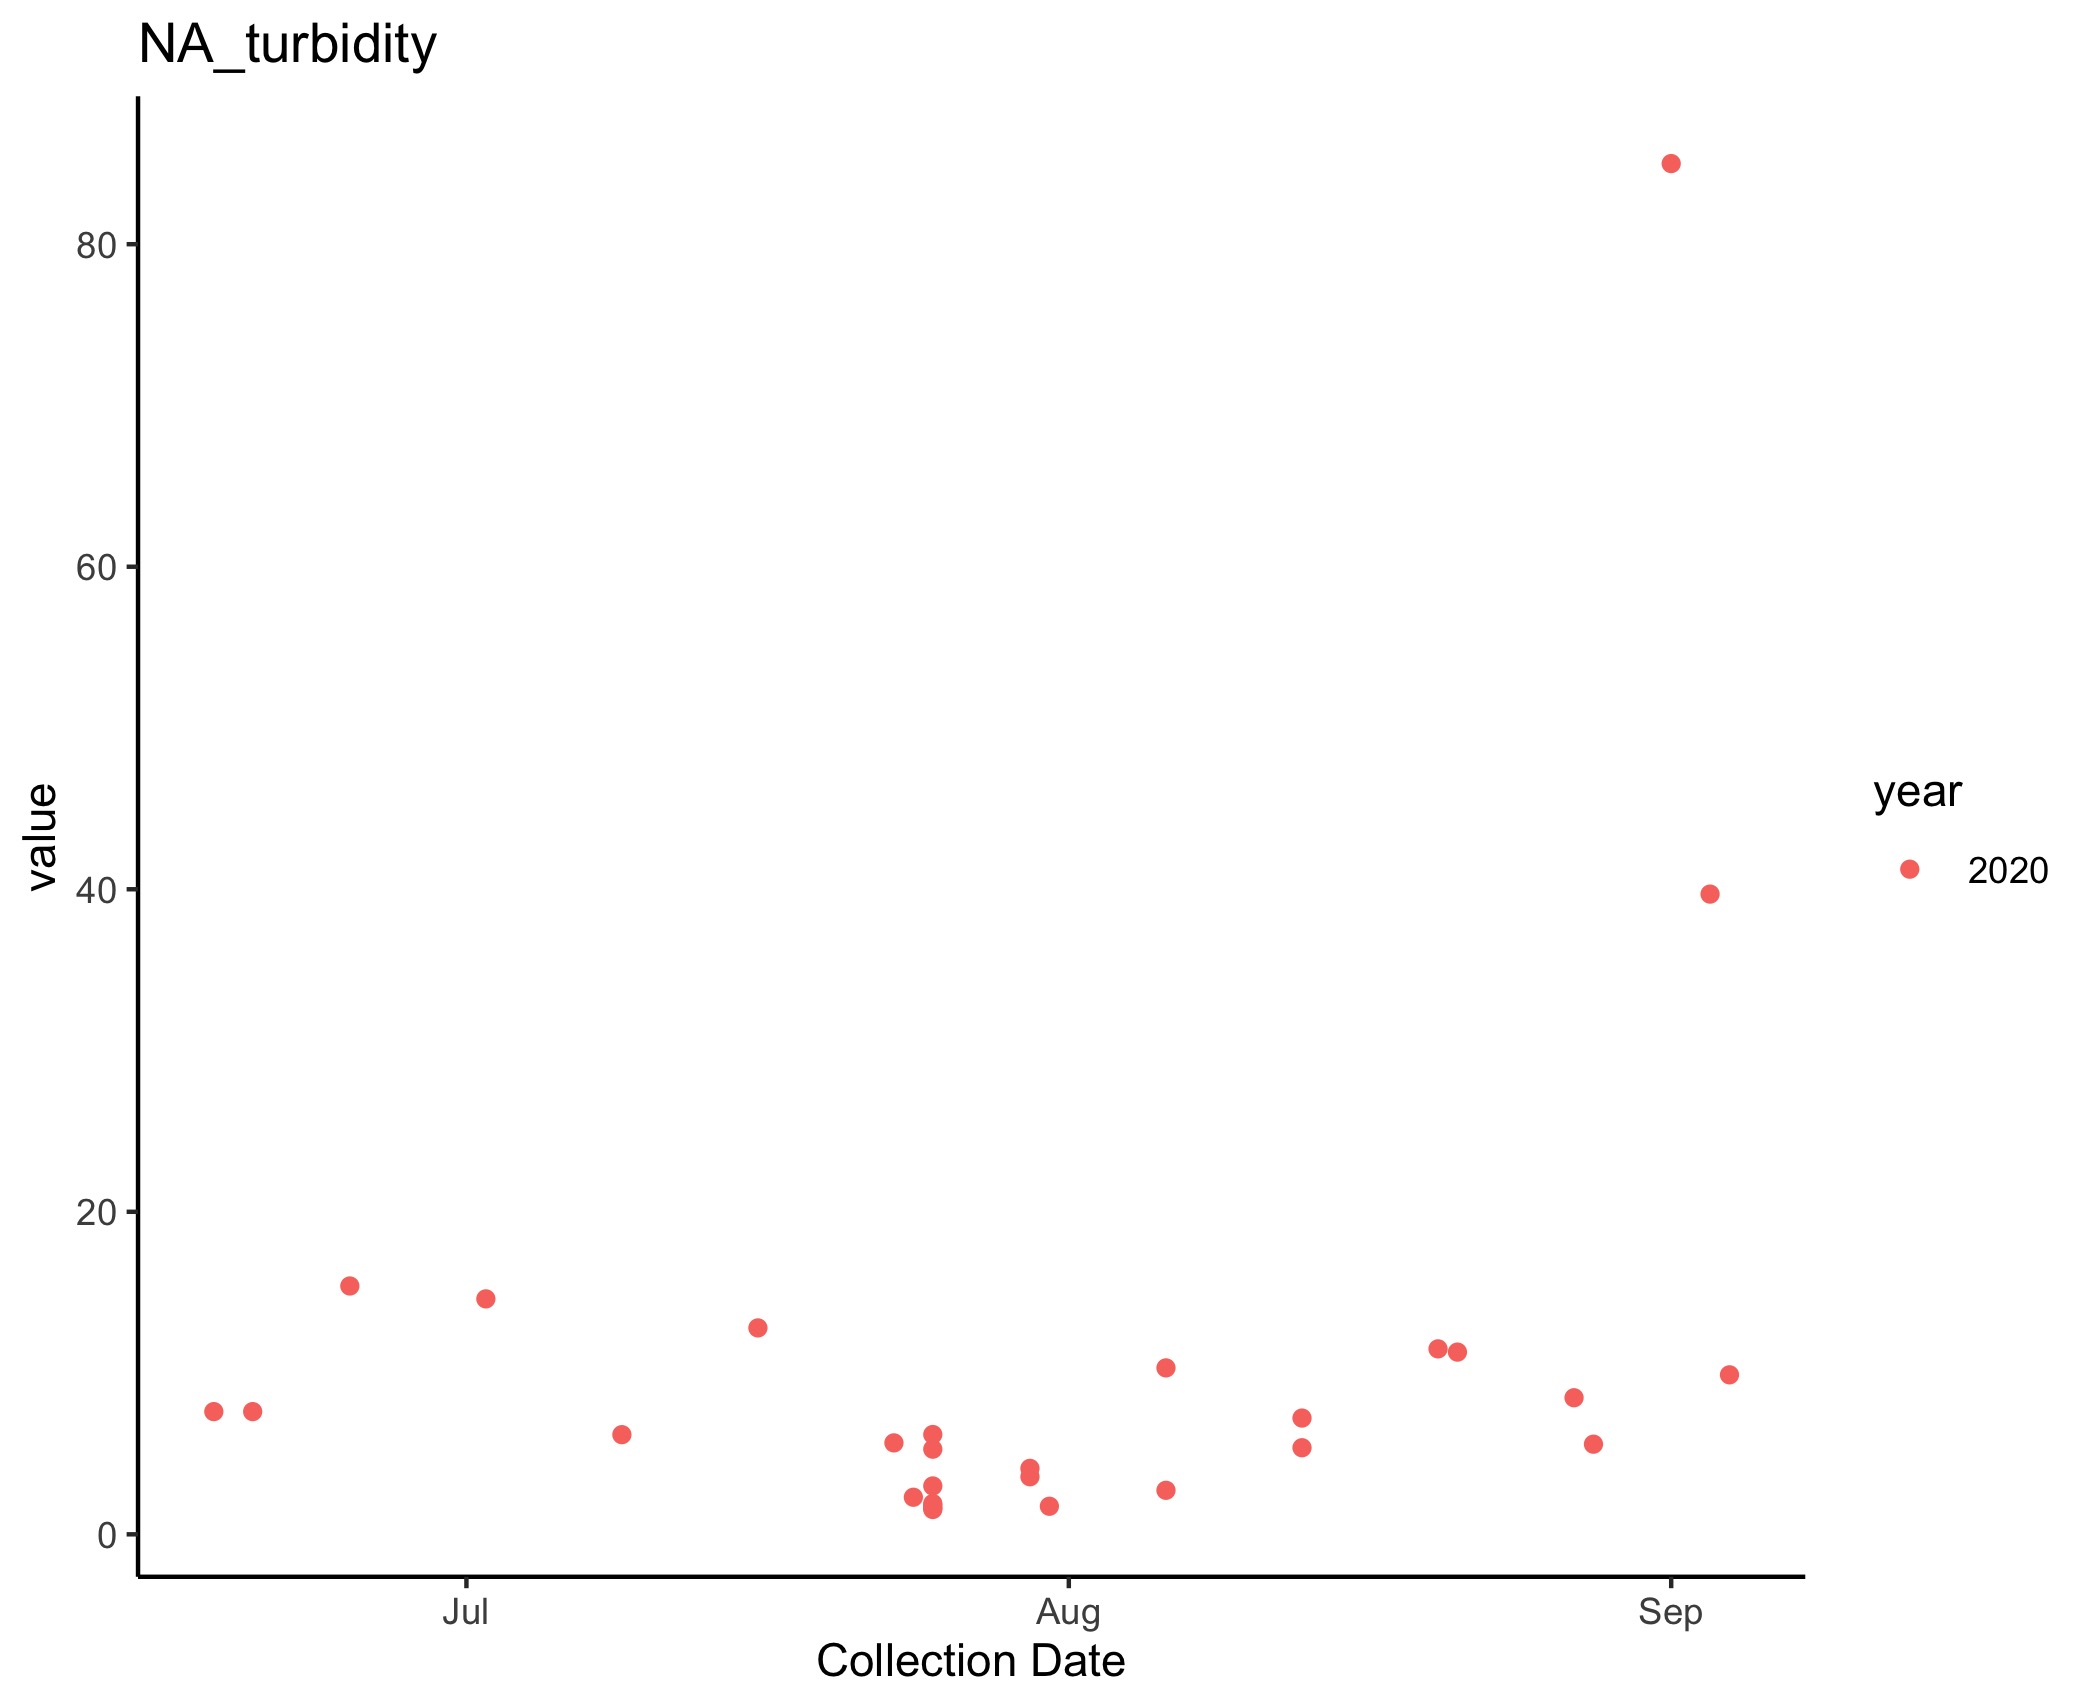 NA_turbidity
value
80
60
40
20
0
Jul
Aug
Sep
Collection Date
year
2020